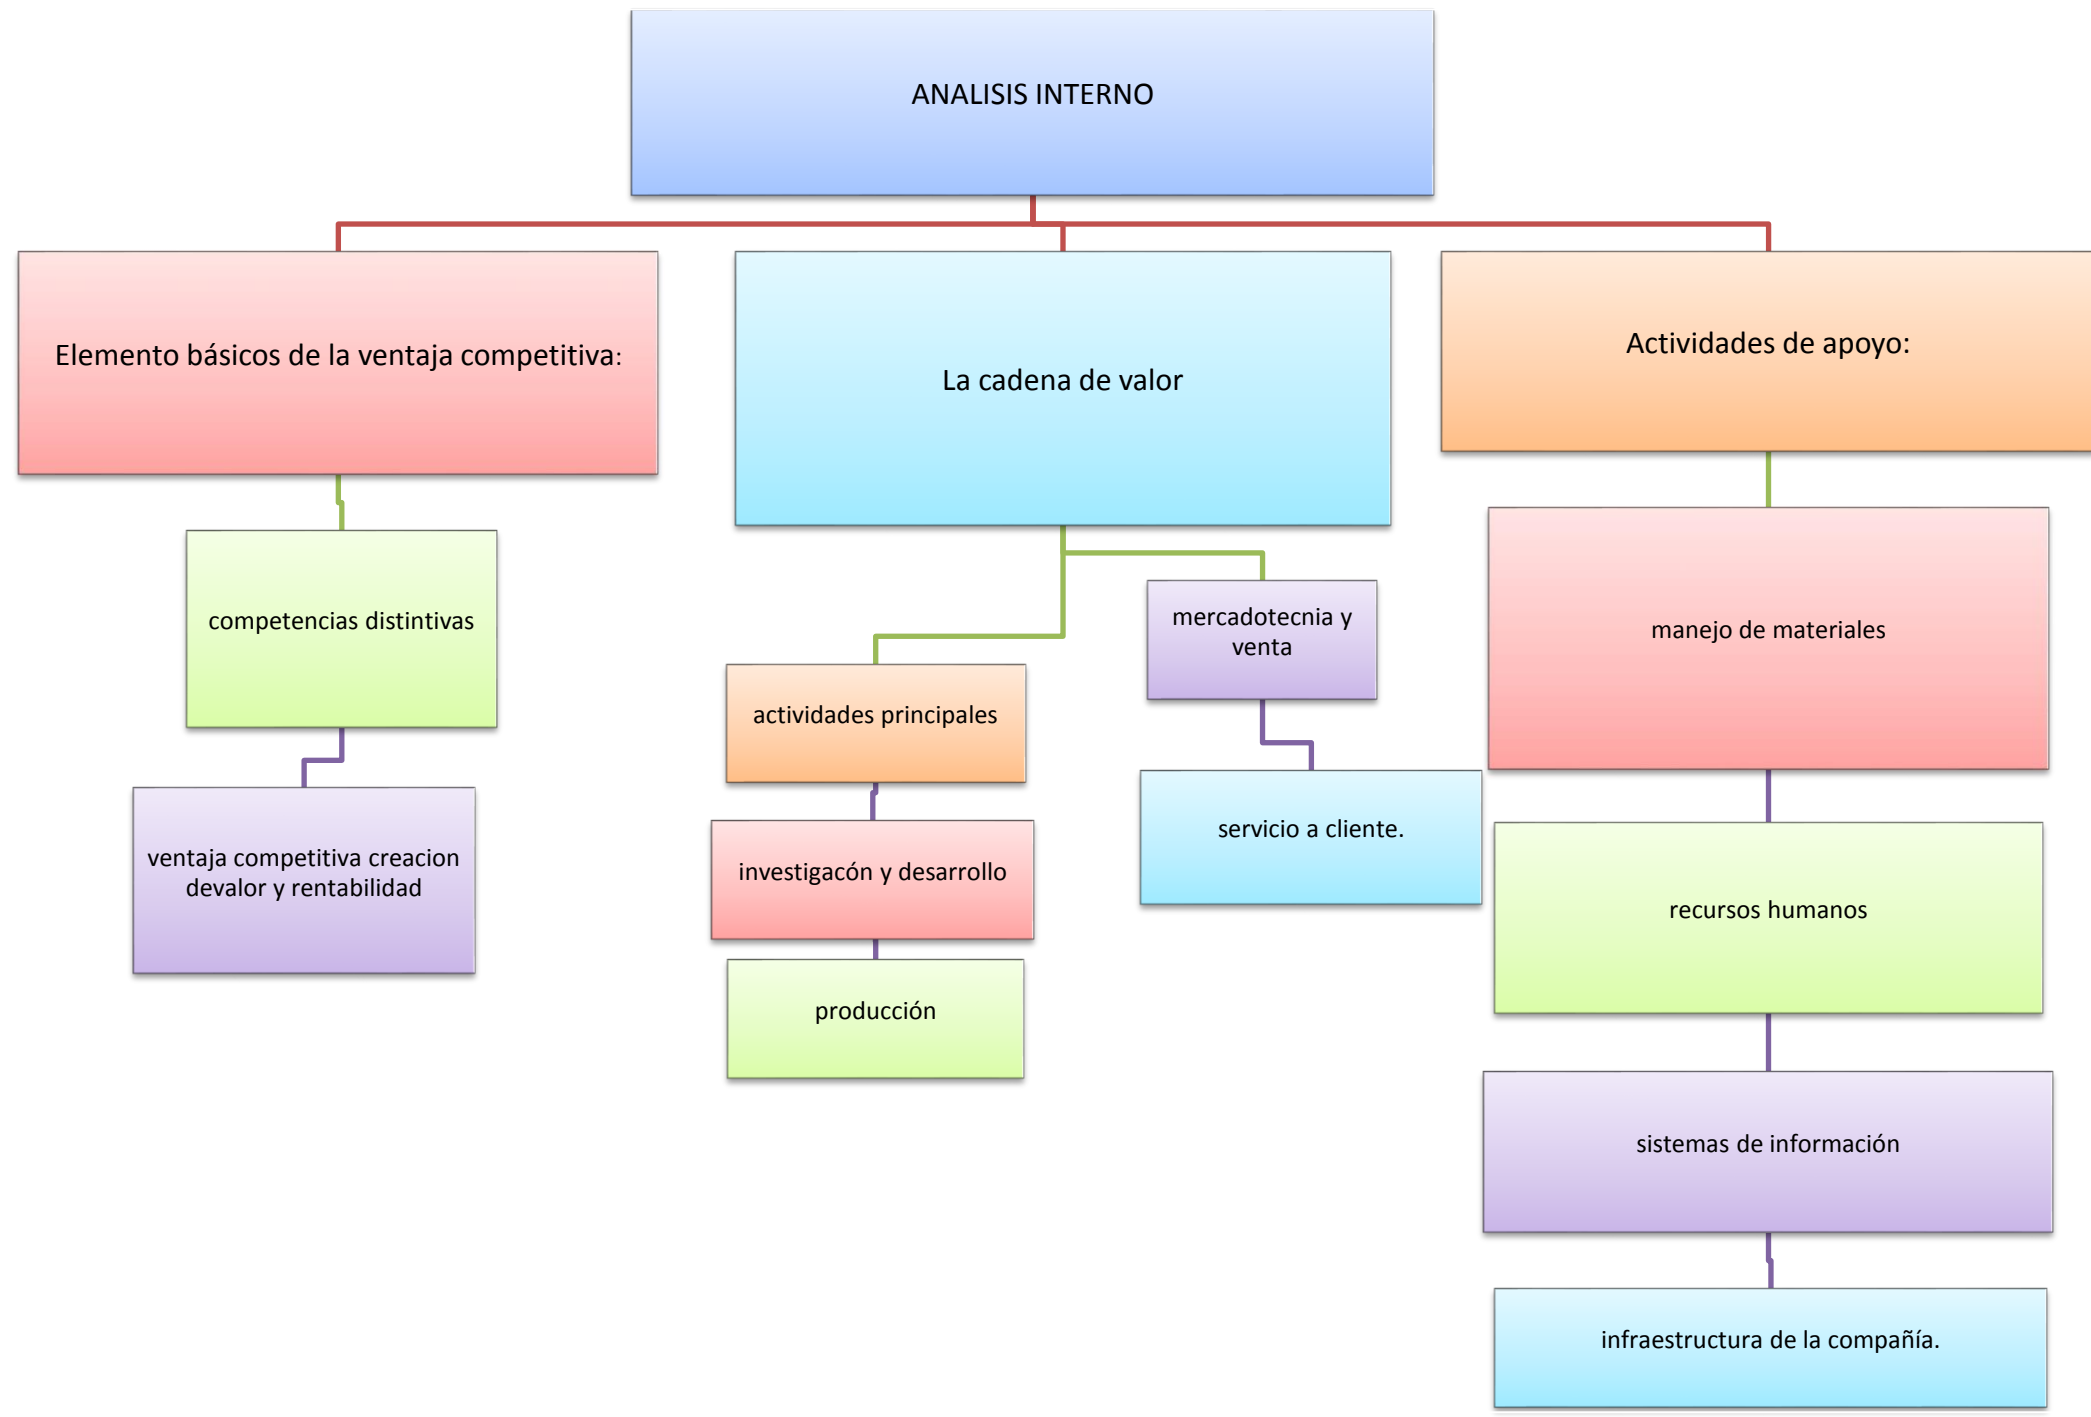 ANALISIS INTERNO
Elemento básicos de la ventaja competitiva:
competencias distintivas
ventaja competitiva creacion
devalor y rentabilidad
La cadena de valor
actividades principales
investigacón y desarrollo
producción
mercadotecnia y
venta
servicio a cliente.
Actividades de apoyo:
manejo de materiales
recursos humanos
sistemas de información
infraestructura de la compañía.